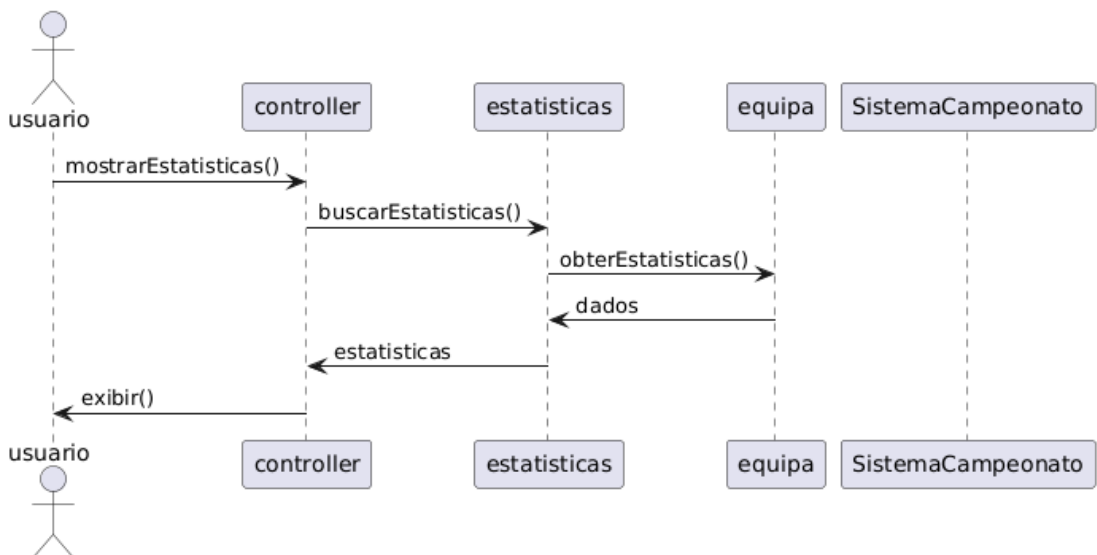 usuario
controller
estatisticas
equipa
SistemaCampeonato
mostrarEstatisticas()
buscarEstatisticas()
obterEstatisticas()
dados
estatisticas
exibir()
usuario
controller
estatisticas
equipa
SistemaCampeonato